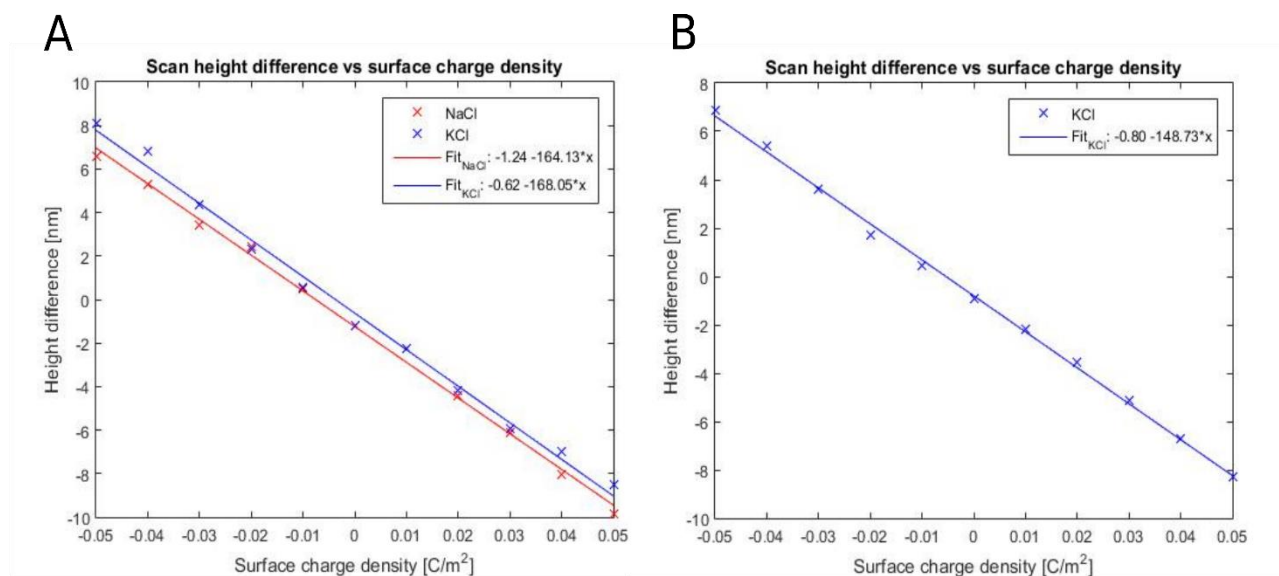 A
Scan height difference vs surface charge density
10
8
6
4
2
0
-2
-4
-6
-8
-10
Height difference [nm]
NaCl
KCl
Fit_NaCl: -1.24 -164.13*x
Fit_KCl: -0.62 -168.05*x
-0.05 -0.04 -0.03 -0.02 -0.01 0 0.01 0.02 0.03 0.04 0.05
Surface charge density [C/m²]
B
Scan height difference vs surface charge density
8
6
4
2
0
-2
-4
-6
-8
-10
Height difference [nm]
KCl
Fit_KCl: -0.80 -148.73*x
-0.05 -0.04 -0.03 -0.02 -0.01 0 0.01 0.02 0.03 0.04 0.05
Surface charge density [C/m²]